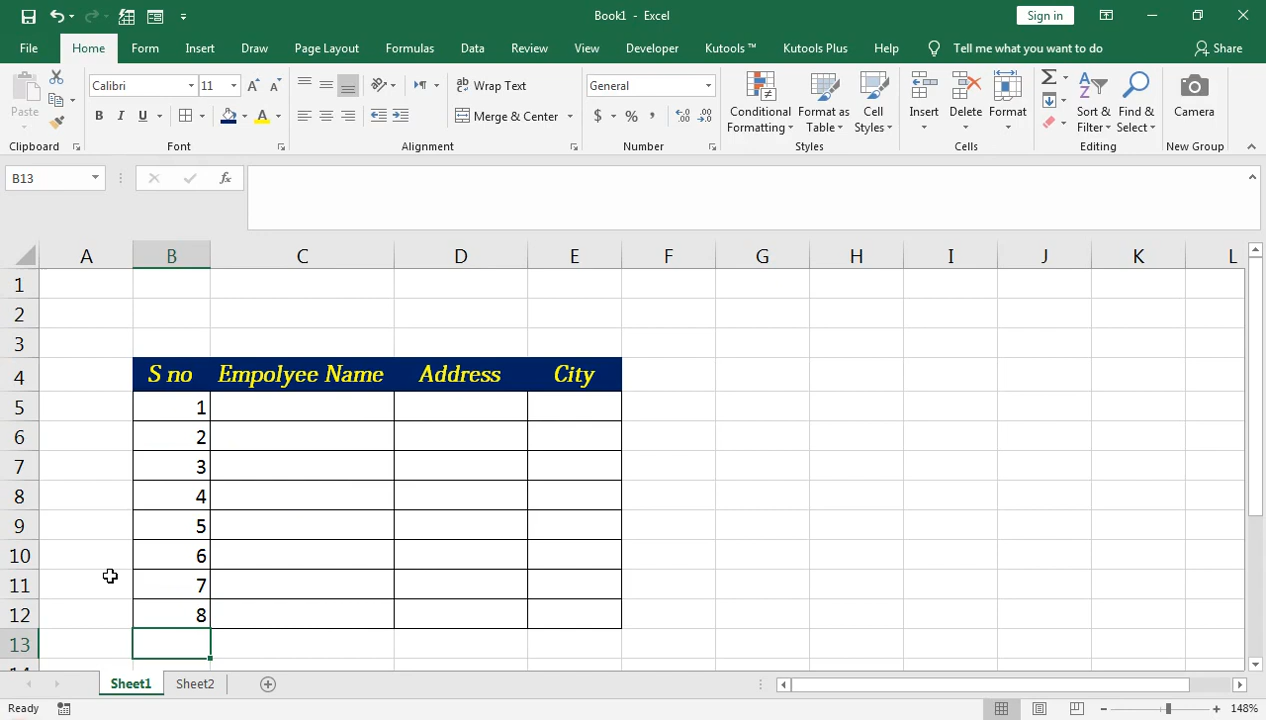 Book1 - Excel
Sign in
File Home Form Insert Draw Page Layout Formulas Data Review View Developer Kutools ™ Kutools Plus Help Tell me what you want to do Share
Paste
Calibri 11
B I U
Wrap Text
Merge & Center
General
$ % ,
Conditional Formatting
Format as Table
Cell Styles
Insert Delete Format
Sort & Filter
Find & Select
Camera
Clipboard Font Alignment Number Styles Cells Editing New Group
B13 fx
A B C D E F G H I J K L
1
2
3
4 S no Empolyee Name Address City
5 1
6 2
7 3
8 4
9 5
10 6
11 7
12 8
13
14
Sheet1 Sheet2
Ready 148%